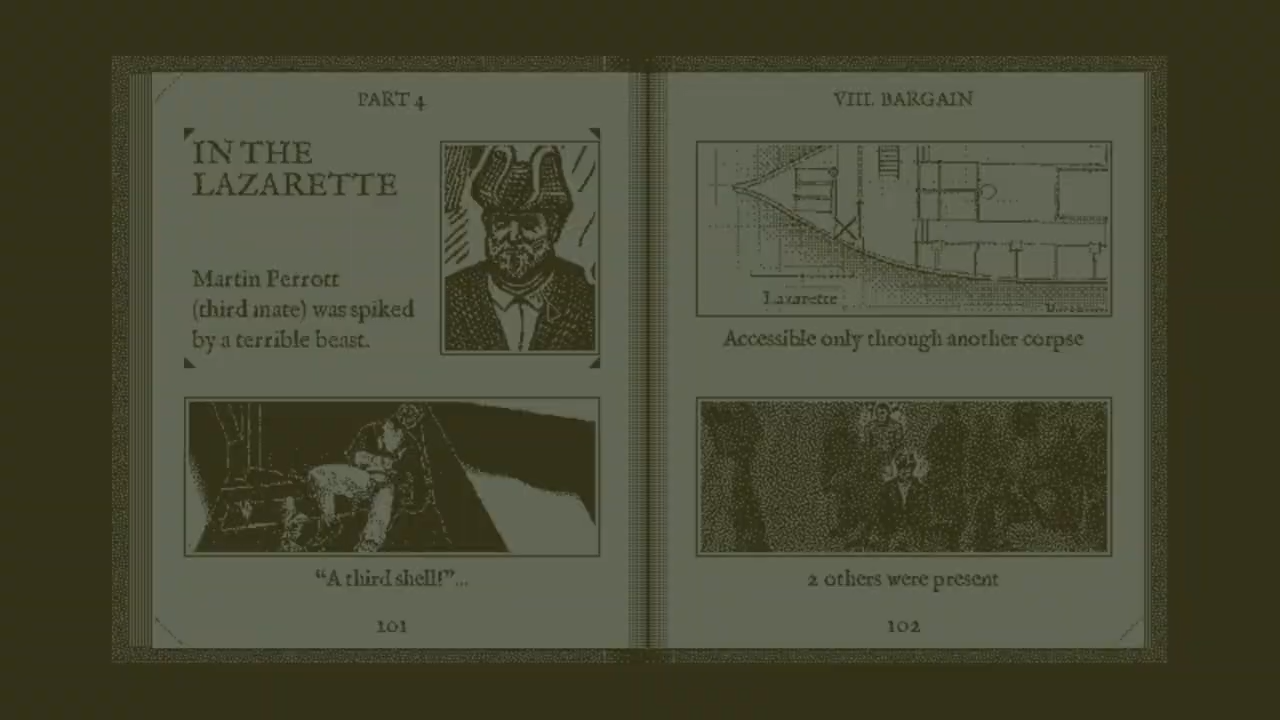 PART 4
IN THE
LAZARETTE
Martin Perrott
(third mate) was spiked
by a terrible beast.
“A third shell!”...
101
VIII. BARGAIN
Lazarette
Accessible only through another corpse
2 others were present
102